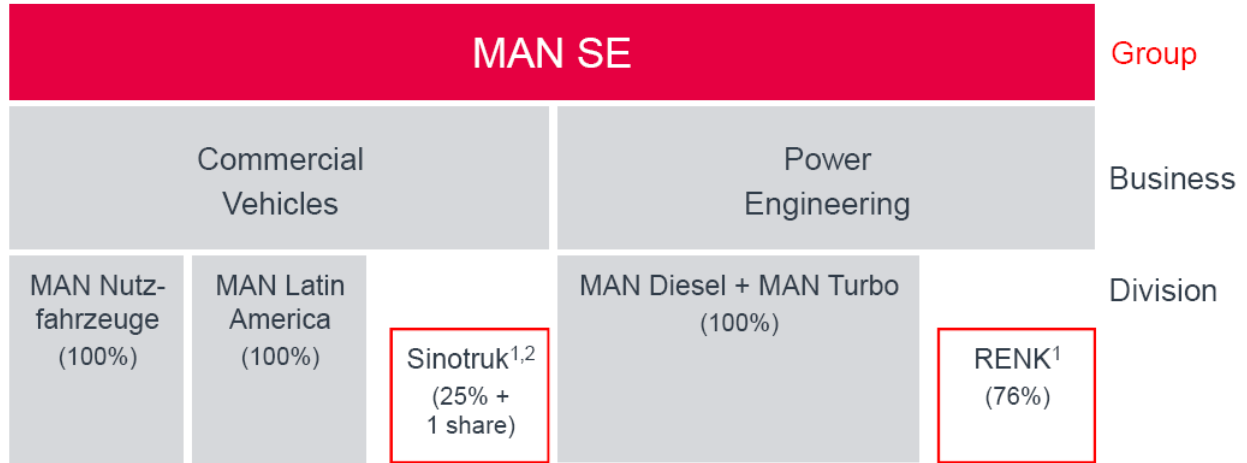 MAN SE
Group
Commercial
Vehicles
Power
Engineering
Business
MAN Nutz-
fahrzeuge
(100%)
MAN Latin
America
(100%)
Sinotruk1,2
(25% +
1 share)
MAN Diesel + MAN Turbo
(100%)
RENK1
(76%)
Division